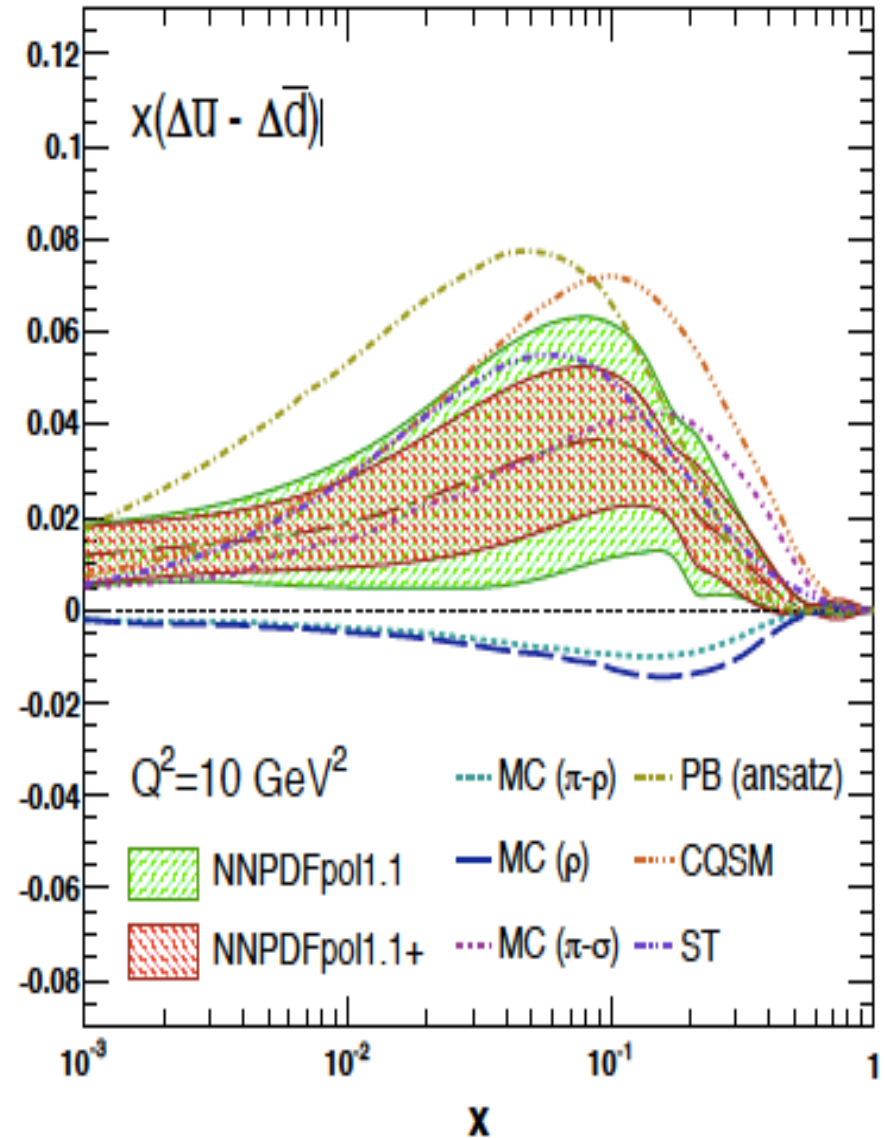 0.12
x(Δu̅ - Δd̅)|
0.1
0.08
0.06
0.04
0.02
0
-0.02
Q²=10 GeV²
MC (π-ρ)
PB (ansatz)
-0.04
NNPDFpol1.1
MC (ρ)
CQSM
-0.06
NNPDFpol1.1+
MC (π-σ)
ST
-0.08
10⁻³
10⁻²
10⁻¹
1
x